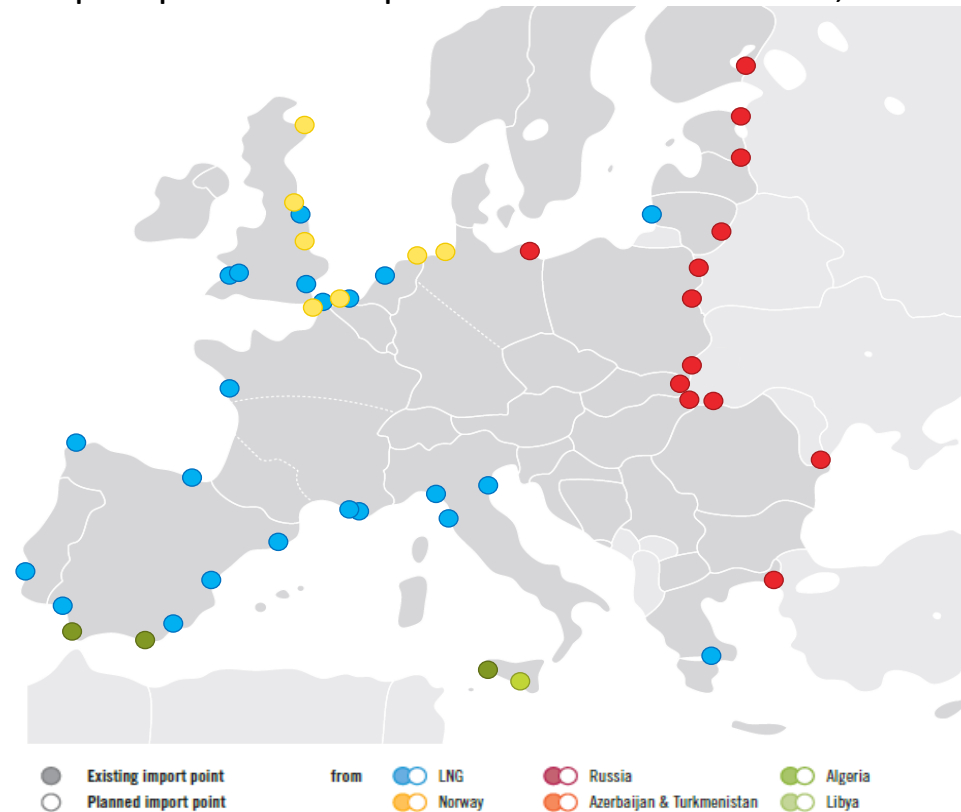 Existing import point from LNG Russia Algeria
Planned import point Norway Azerbaijan & Turkmenistan Libya